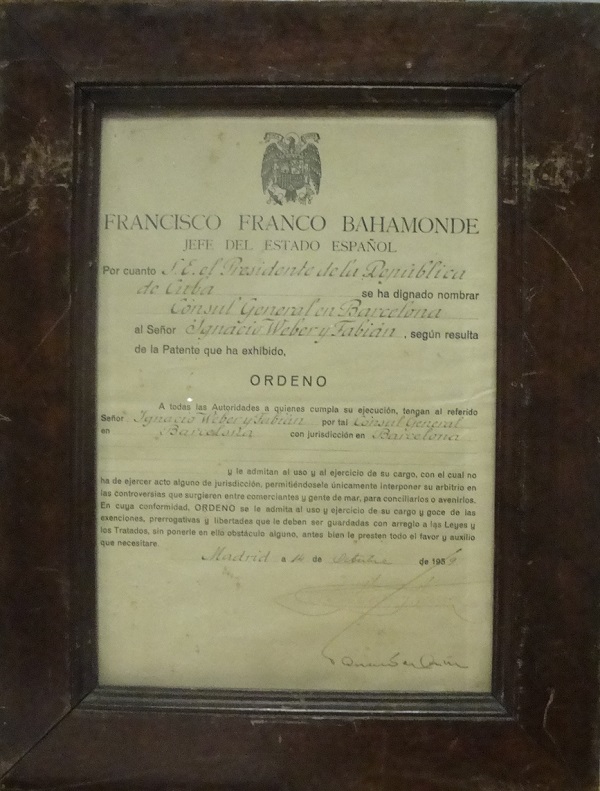 FRANCISCO FRANCO BAHAMONDE
JEFE DEL ESTADO ESPAÑOL
Por cuanto S. E. el Presidente de la República
de Cuba se ha dignado nombrar
Cónsul General en Barcelona
al Señor Ignacio Weber y Fabián, según resulta
de la Patente que ha exhibido,
ORDENO
A todas las Autoridades a quienes cumpla su ejecución, tengan al referido
Señor Ignacio Weber y Fabián por tal Cónsul General
en Barcelona con jurisdicción en Barcelona
y le admitan al uso y al ejercicio de su cargo, con el cual no
ha de ejercer acto alguno de jurisdicción, permitiéndosele únicamente interponer su arbitrio en
las controversias que surgieren entre comerciantes y gente de mar, para conciliarlos o avenirlos.
En cuya conformidad, ORDENO se le admita al uso y ejercicio de su cargo y goce de las
exenciones, prerrogativas y libertades que le deben ser guardadas con arreglo a las Leyes y
los Tratados, sin ponerle en ello obstáculo alguno, antes bien le presten todo el favor y auxilio
que necesitare.
Madrid a de Octubre de 195